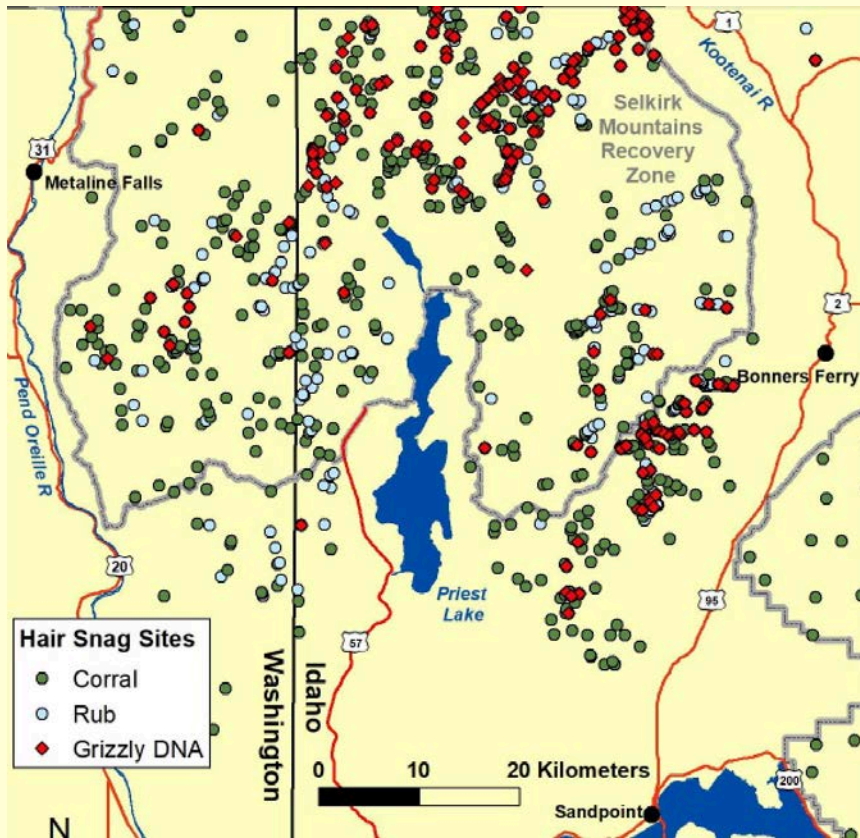 1
Kootenai R
Selkirk
Mountains
Recovery
Zone
31
Metaline Falls
2
Bonners Ferry
Pend Oreille R
20
Priest
Lake
95
Hair Snag Sites
Corral
Rub
Grizzly DNA
Washington
Idaho
57
0 10 20 Kilometers
200
Sandpoint
N